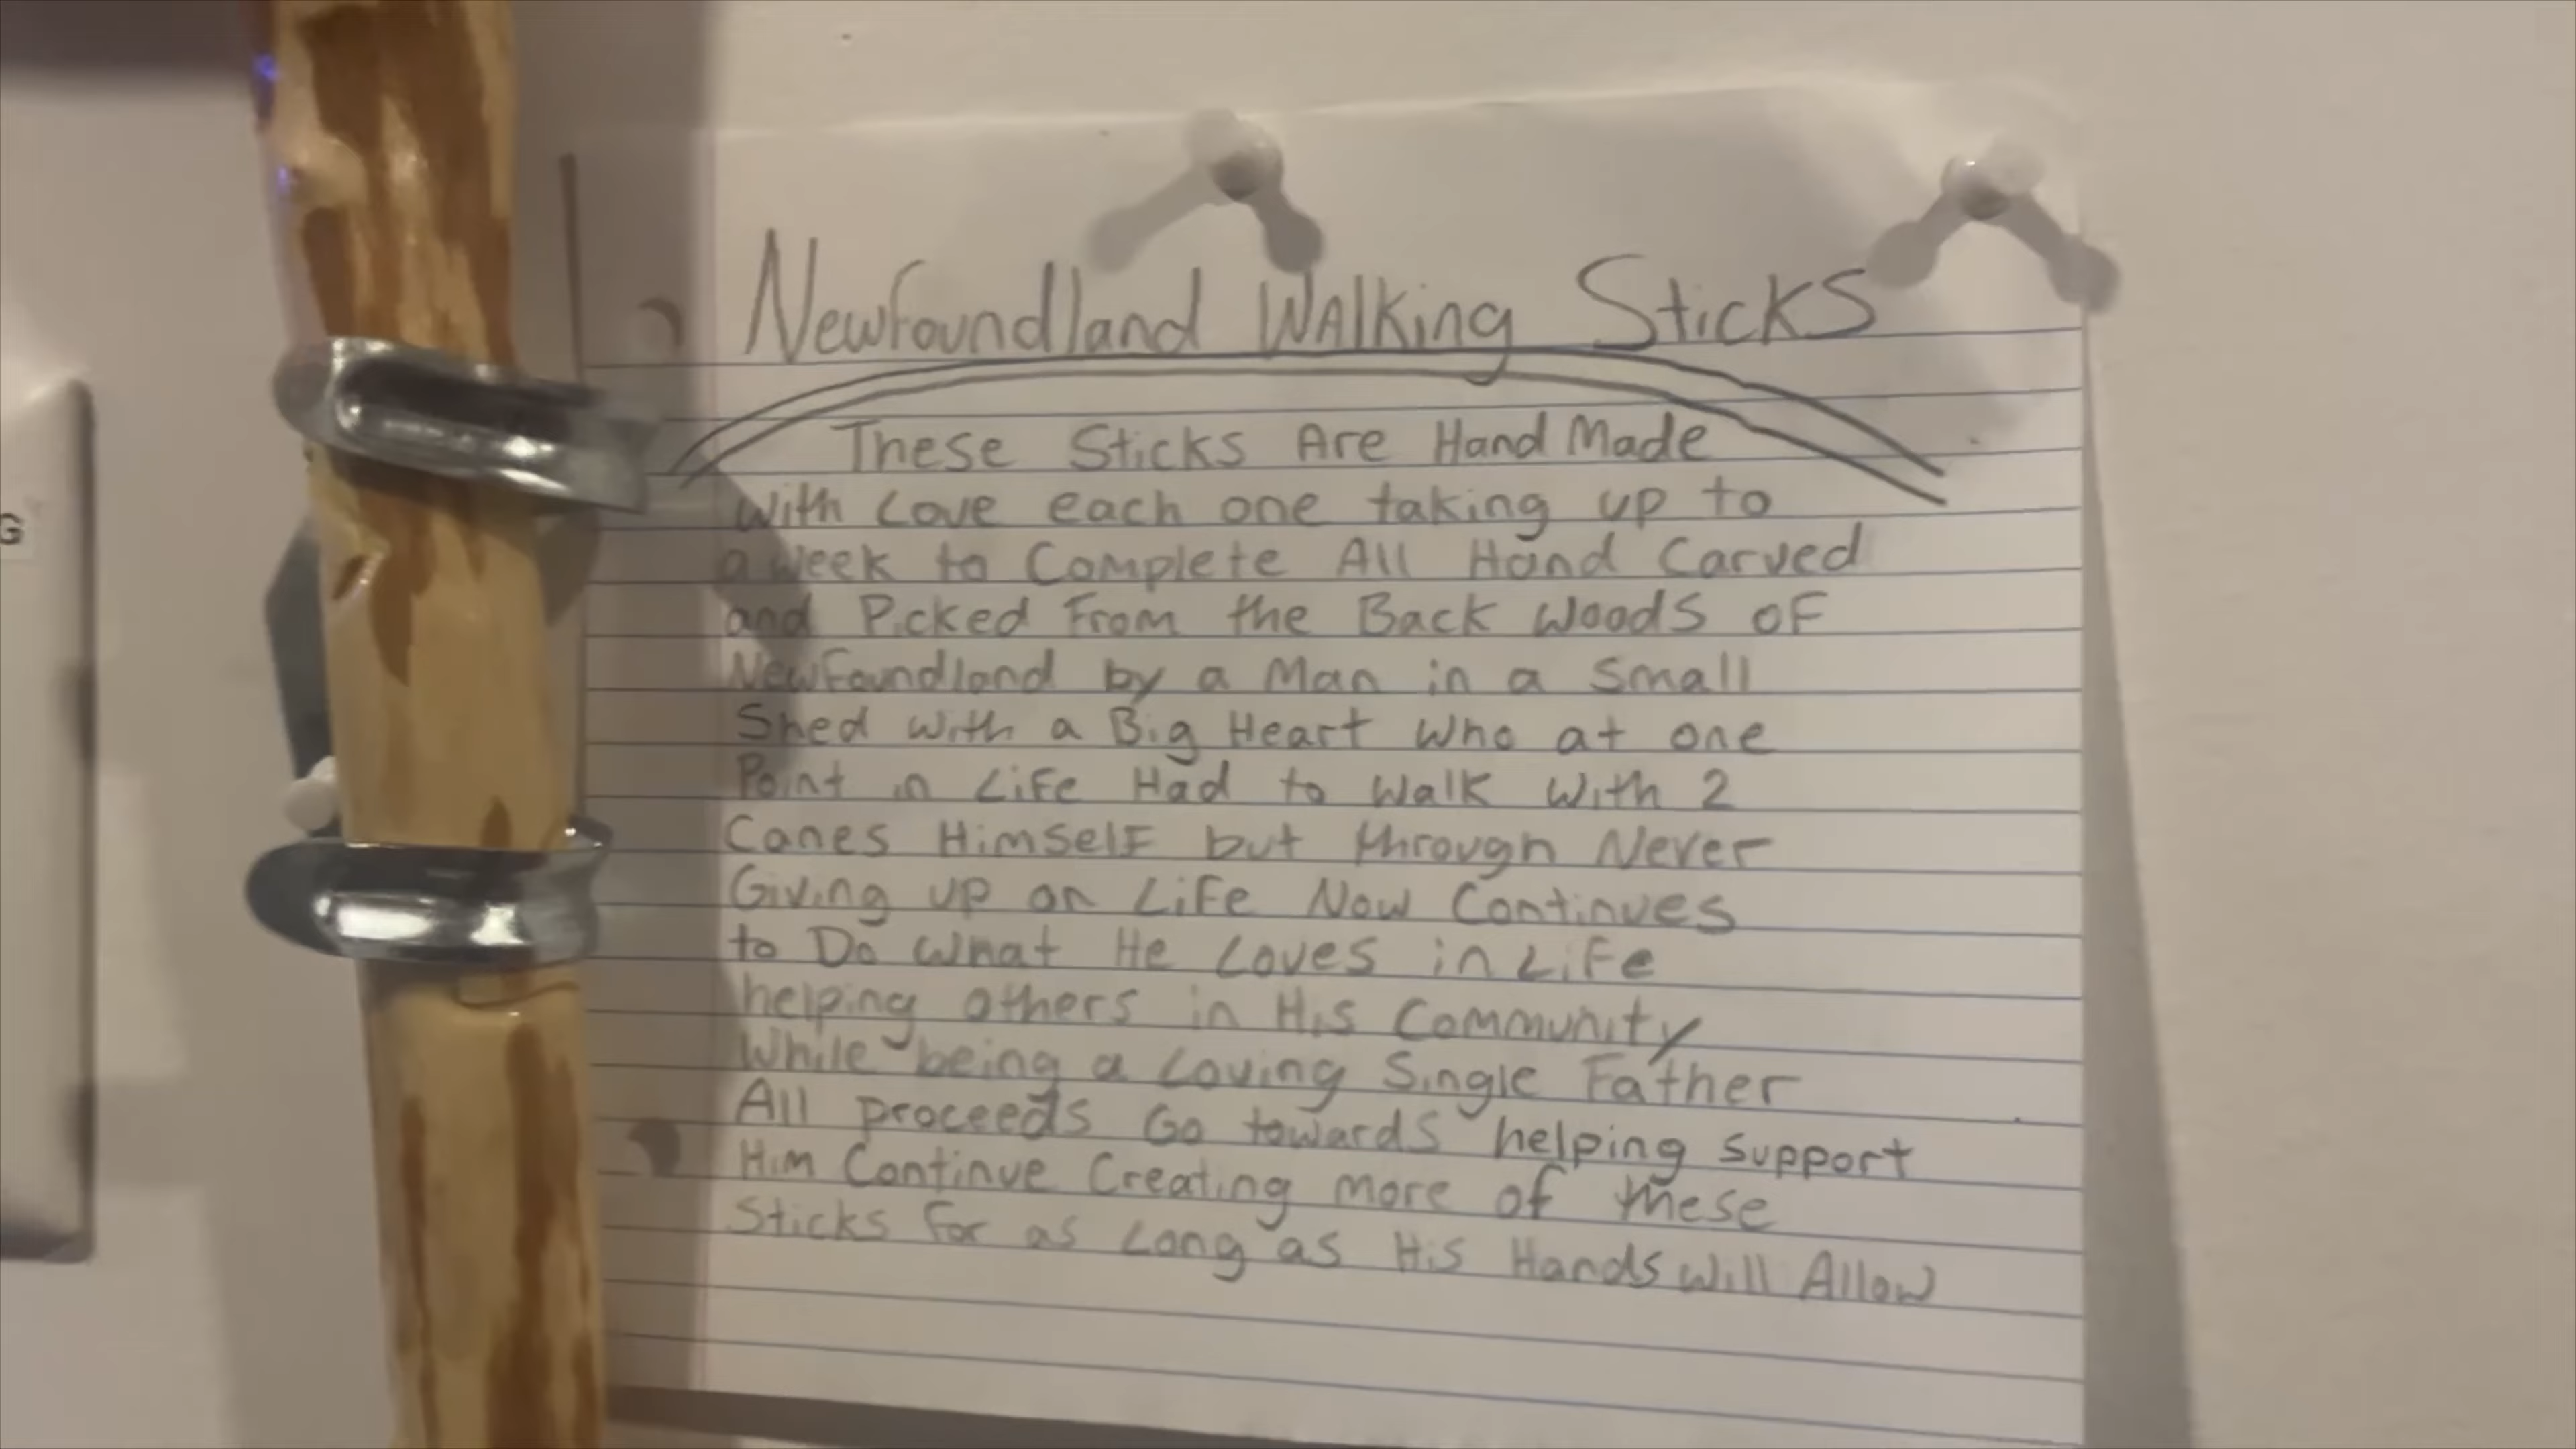 G
Newfoundland Walking Sticks
These Sticks Are Hand Made
with Love each one taking up to
a week to Complete All Hand Carved
and Picked From the Back Woods of
Newfoundland by a Man in a Small
Shed with a Big Heart Who at one
Point in Life Had to Walk With 2
Canes Himself but through Never
Giving up on Life Now Continues
to Do What He Loves in Life
helping others in His Community
While being a Loving Single Father
All proceeds Go towards helping support
Him Continue Creating more of these
Sticks for as Long as His Hands Will Allow